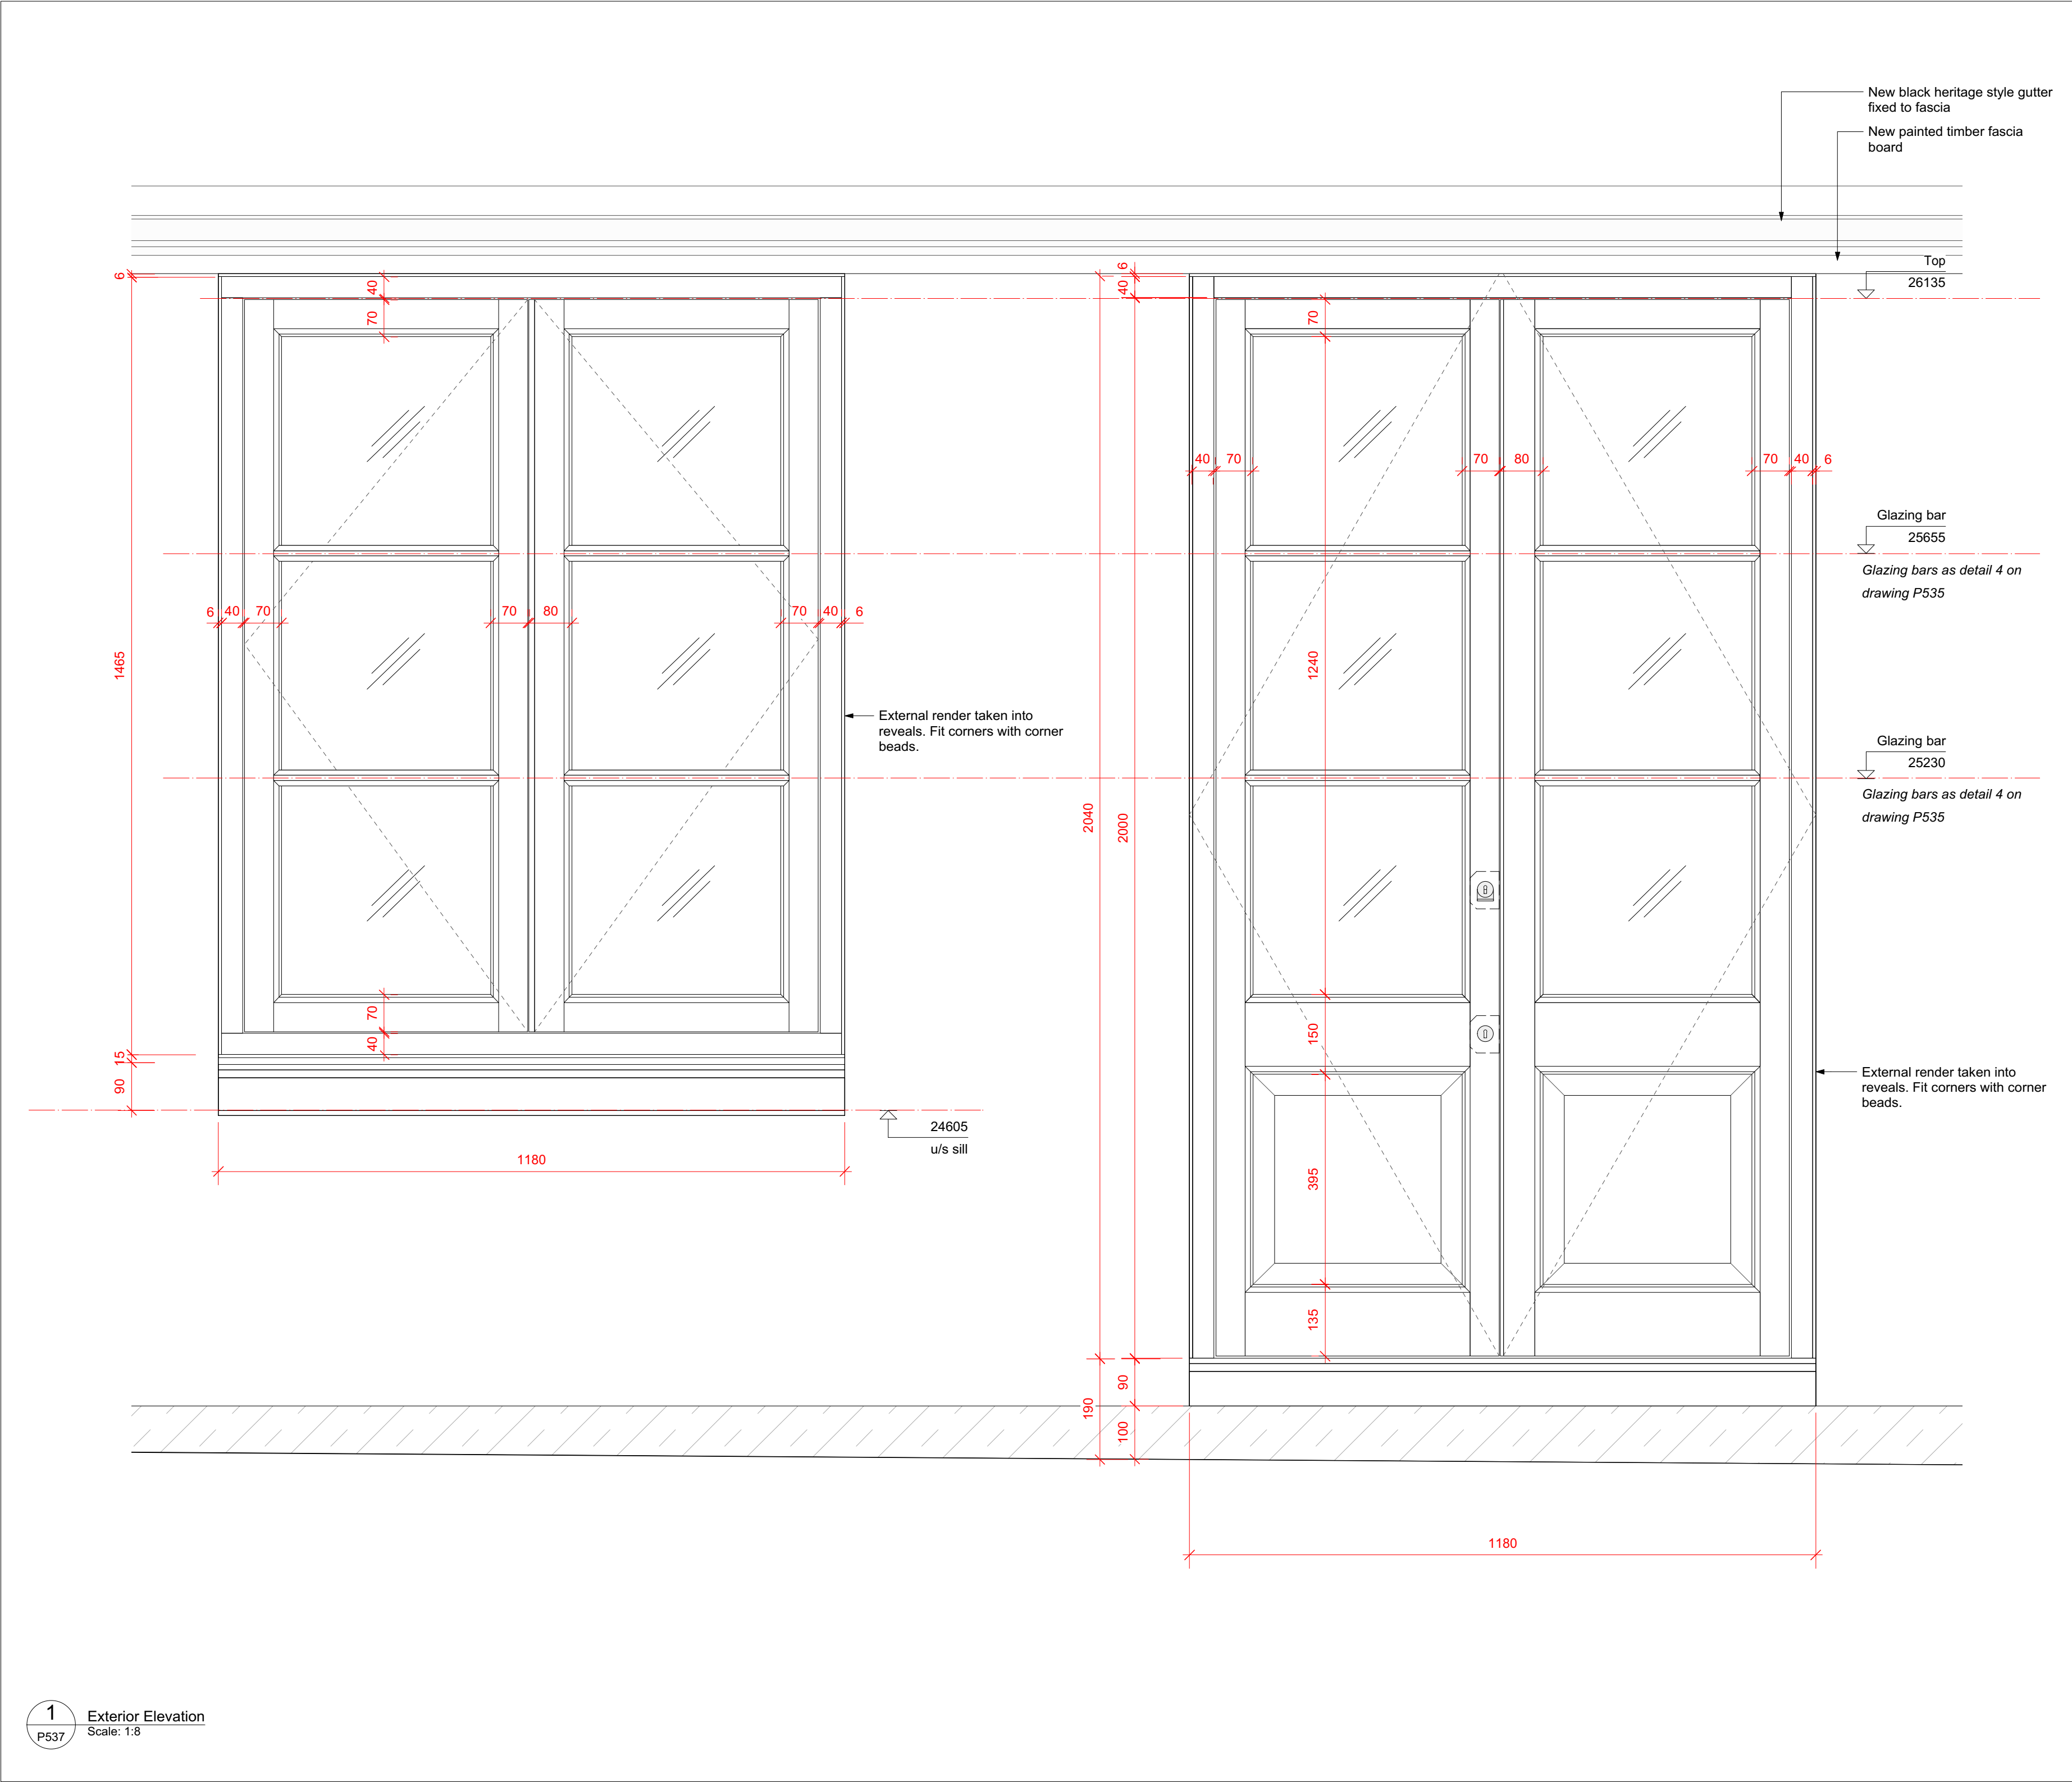 New black heritage style gutter
fixed to fascia
New painted timber fascia
board
Top
26135
6
40
70
6
40
70
40
70
70
80
70
40
6
Glazing bar
25655
Glazing bars as detail 4 on
drawing P535
6
40
70
70
80
70
40
6
1465
1240
External render taken into
reveals. Fit corners with corner
beads.
Glazing bar
25230
Glazing bars as detail 4 on
drawing P535
2040
2000
70
40
15
90
150
External render taken into
reveals. Fit corners with corner
beads.
24605
u/s sill
1180
395
135
90
190
100
1180
1
P537
Exterior Elevation
Scale: 1:8